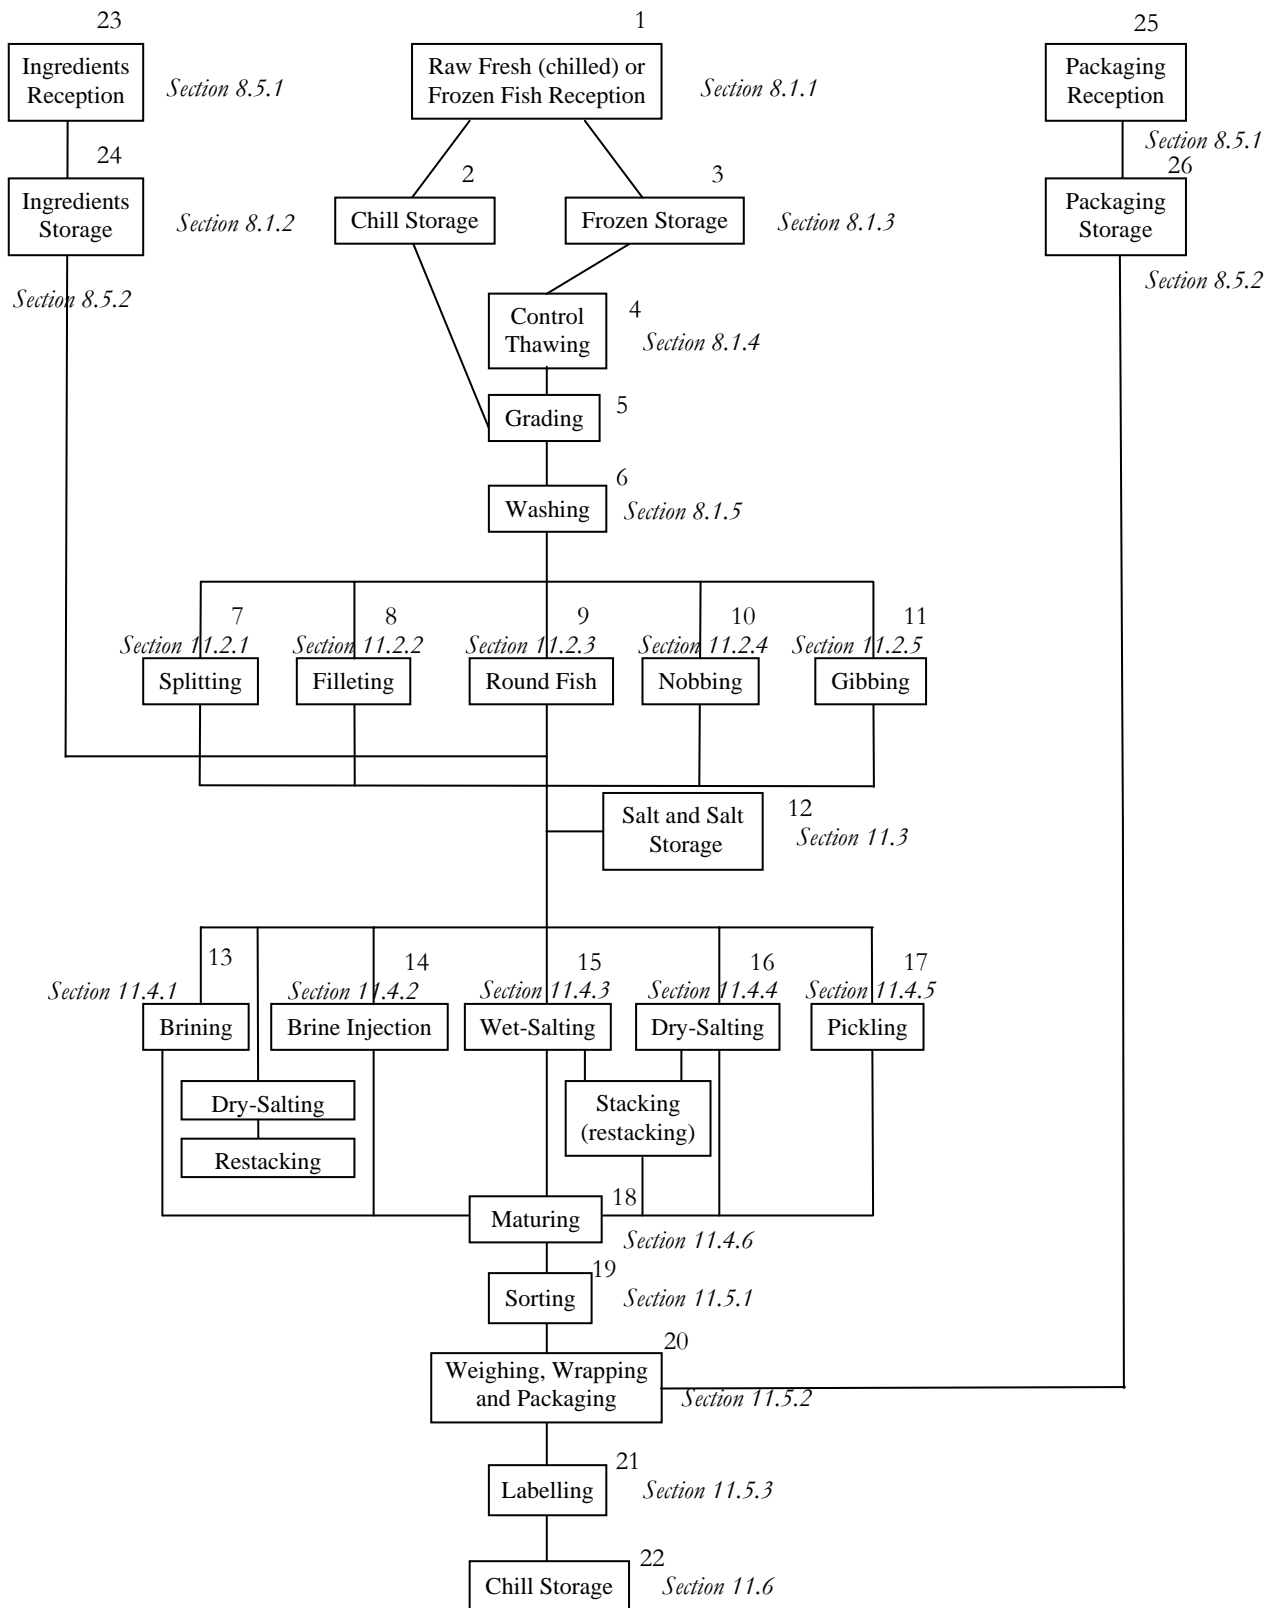 23
1
25
Ingredients
Reception
Section 8.5.1
Raw Fresh (chilled) or
Frozen Fish Reception
Section 8.1.1
Packaging
Reception
Section 8.5.1
24
2
3
26
Ingredients
Storage
Section 8.1.2
Chill Storage
Frozen Storage
Section 8.1.3
Packaging
Storage
Section 8.5.2
Section 8.5.2
4
Control
Thawing
Section 8.1.4
5
Grading
6
Washing
Section 8.1.5
7
8
9
10
11
Section 11.2.1
Section 11.2.2
Section 11.2.3
Section 11.2.4
Section 11.2.5
Splitting
Filleting
Round Fish
Nobbing
Gibbing
12
Salt and Salt
Storage
Section 11.3
13
14
15
16
17
Section 11.4.1
Section 11.4.2
Section 11.4.3
Section 11.4.4
Section 11.4.5
Brining
Brine Injection
Wet-Salting
Dry-Salting
Pickling
Dry-Salting
Restacking
Stacking
(restacking)
18
Maturing
Section 11.4.6
19
Sorting
Section 11.5.1
20
Weighing, Wrapping
and Packaging
Section 11.5.2
21
Labelling
Section 11.5.3
22
Chill Storage
Section 11.6